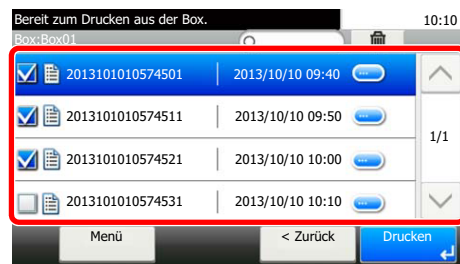 Bereit zum Drucken aus der Box. 10:10
Box:Box01
2013101010574501 2013/10/10 09:40
2013101010574511 2013/10/10 09:50
2013101010574521 2013/10/10 10:00
1/1
2013101010574531 2013/10/10 10:10
Menü < Zurück Drucken